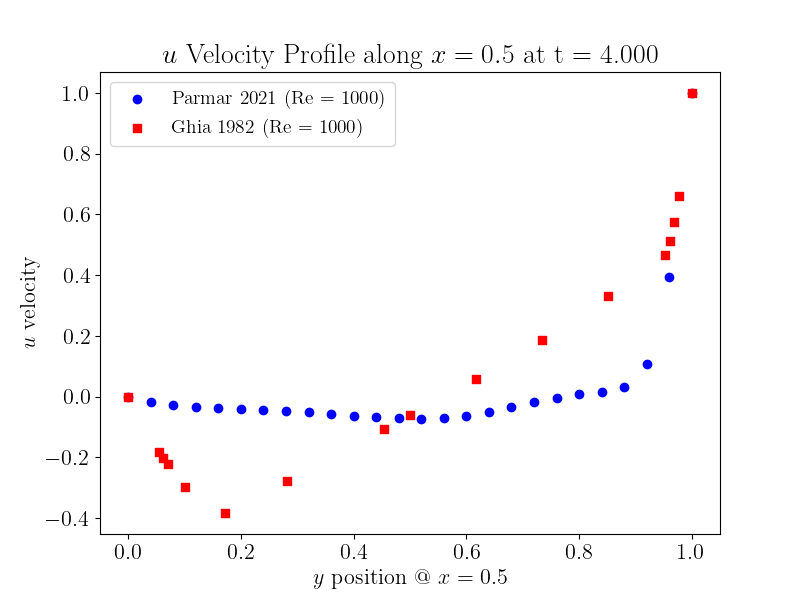 u Velocity Profile along x = 0.5 at t = 4.000
Parmar 2021 (Re = 1000)
Ghia 1982 (Re = 1000)
1.0
0.8
0.6
0.4
0.2
0.0
−0.2
−0.4
u velocity
0.0 0.2 0.4 0.6 0.8 1.0
y position @ x = 0.5